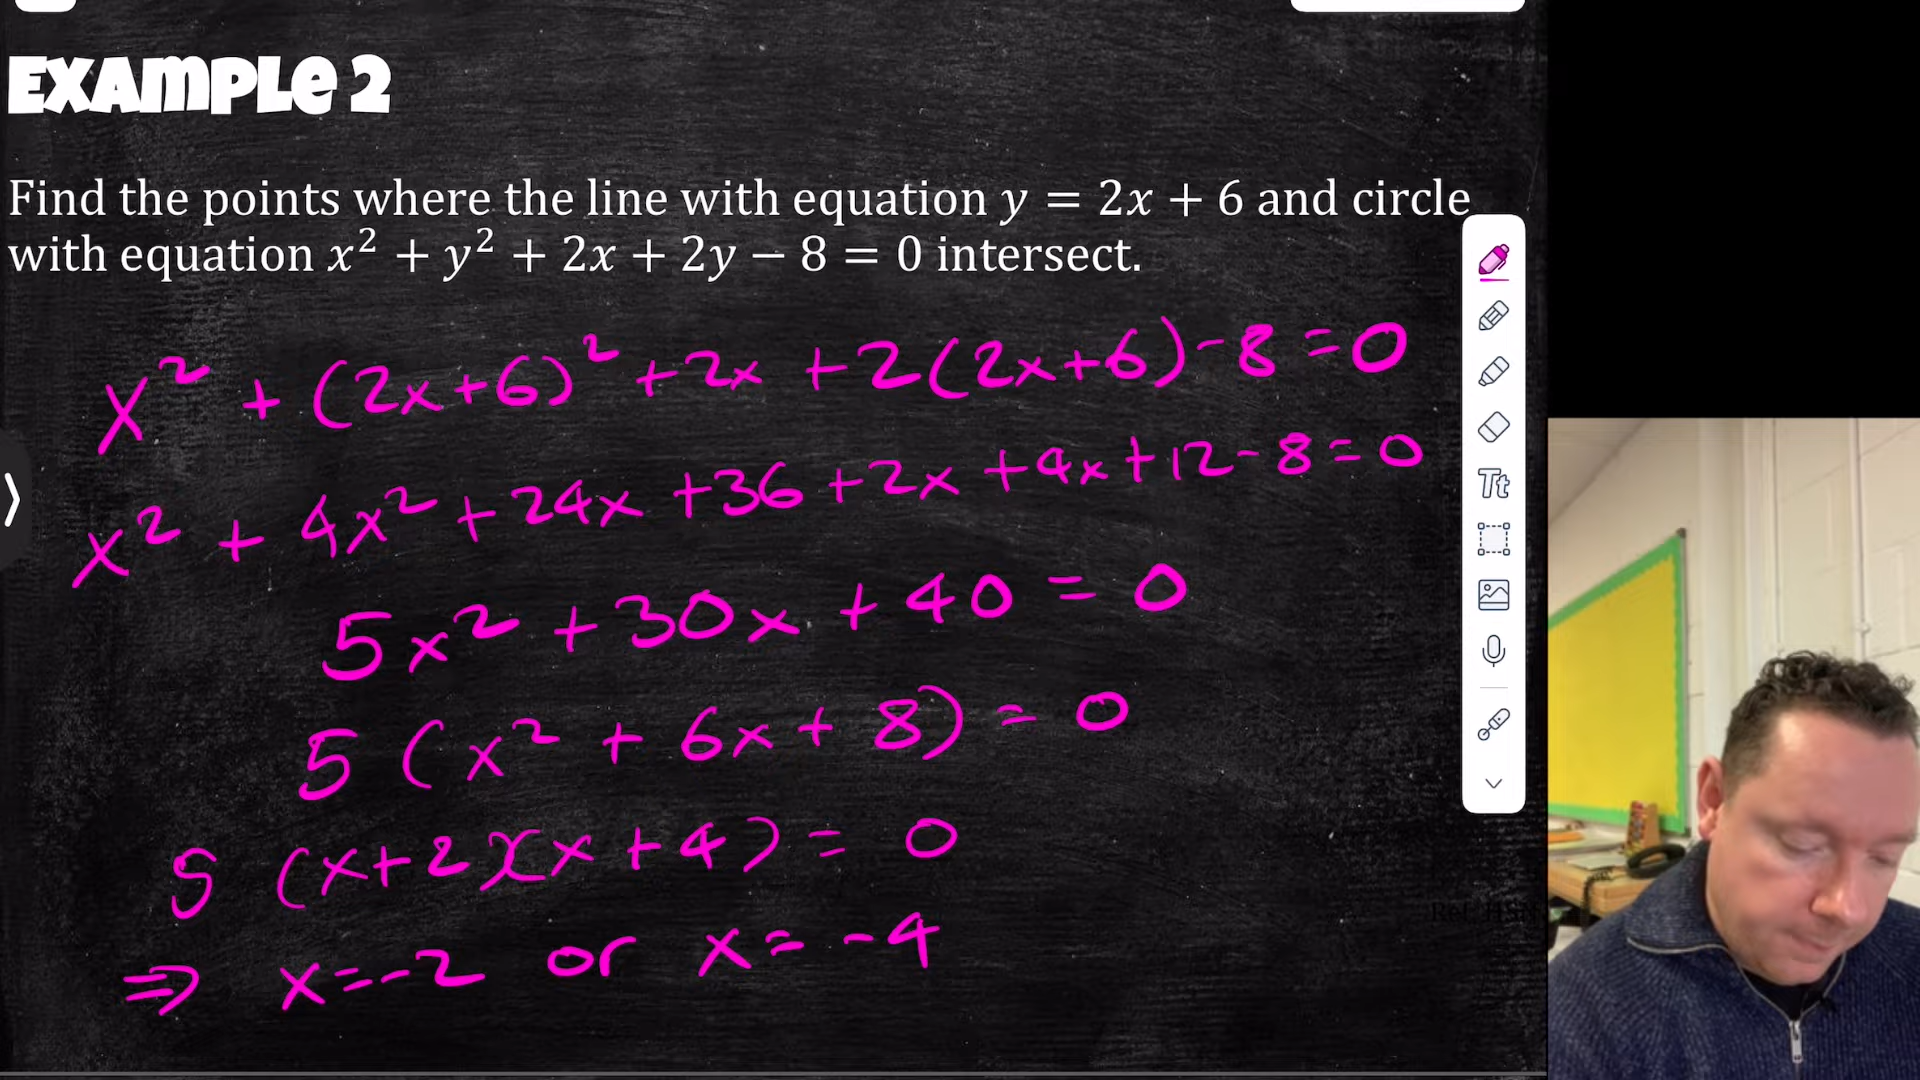 Example 2
Find the points where the line with equation y = 2x + 6 and circle
with equation x² + y² + 2x + 2y − 8 = 0 intersect.
x² + (2x+6)² + 2x + 2(2x+6) - 8 = 0
x² + 4x² + 24x + 36 + 2x + 4x + 12 - 8 = 0
5x² + 30x + 40 = 0
5 (x² + 6x + 8) = 0
5 (x+2)(x+4) = 0
⇒ x = -2 or x = -4
Tt
Ref: HSN